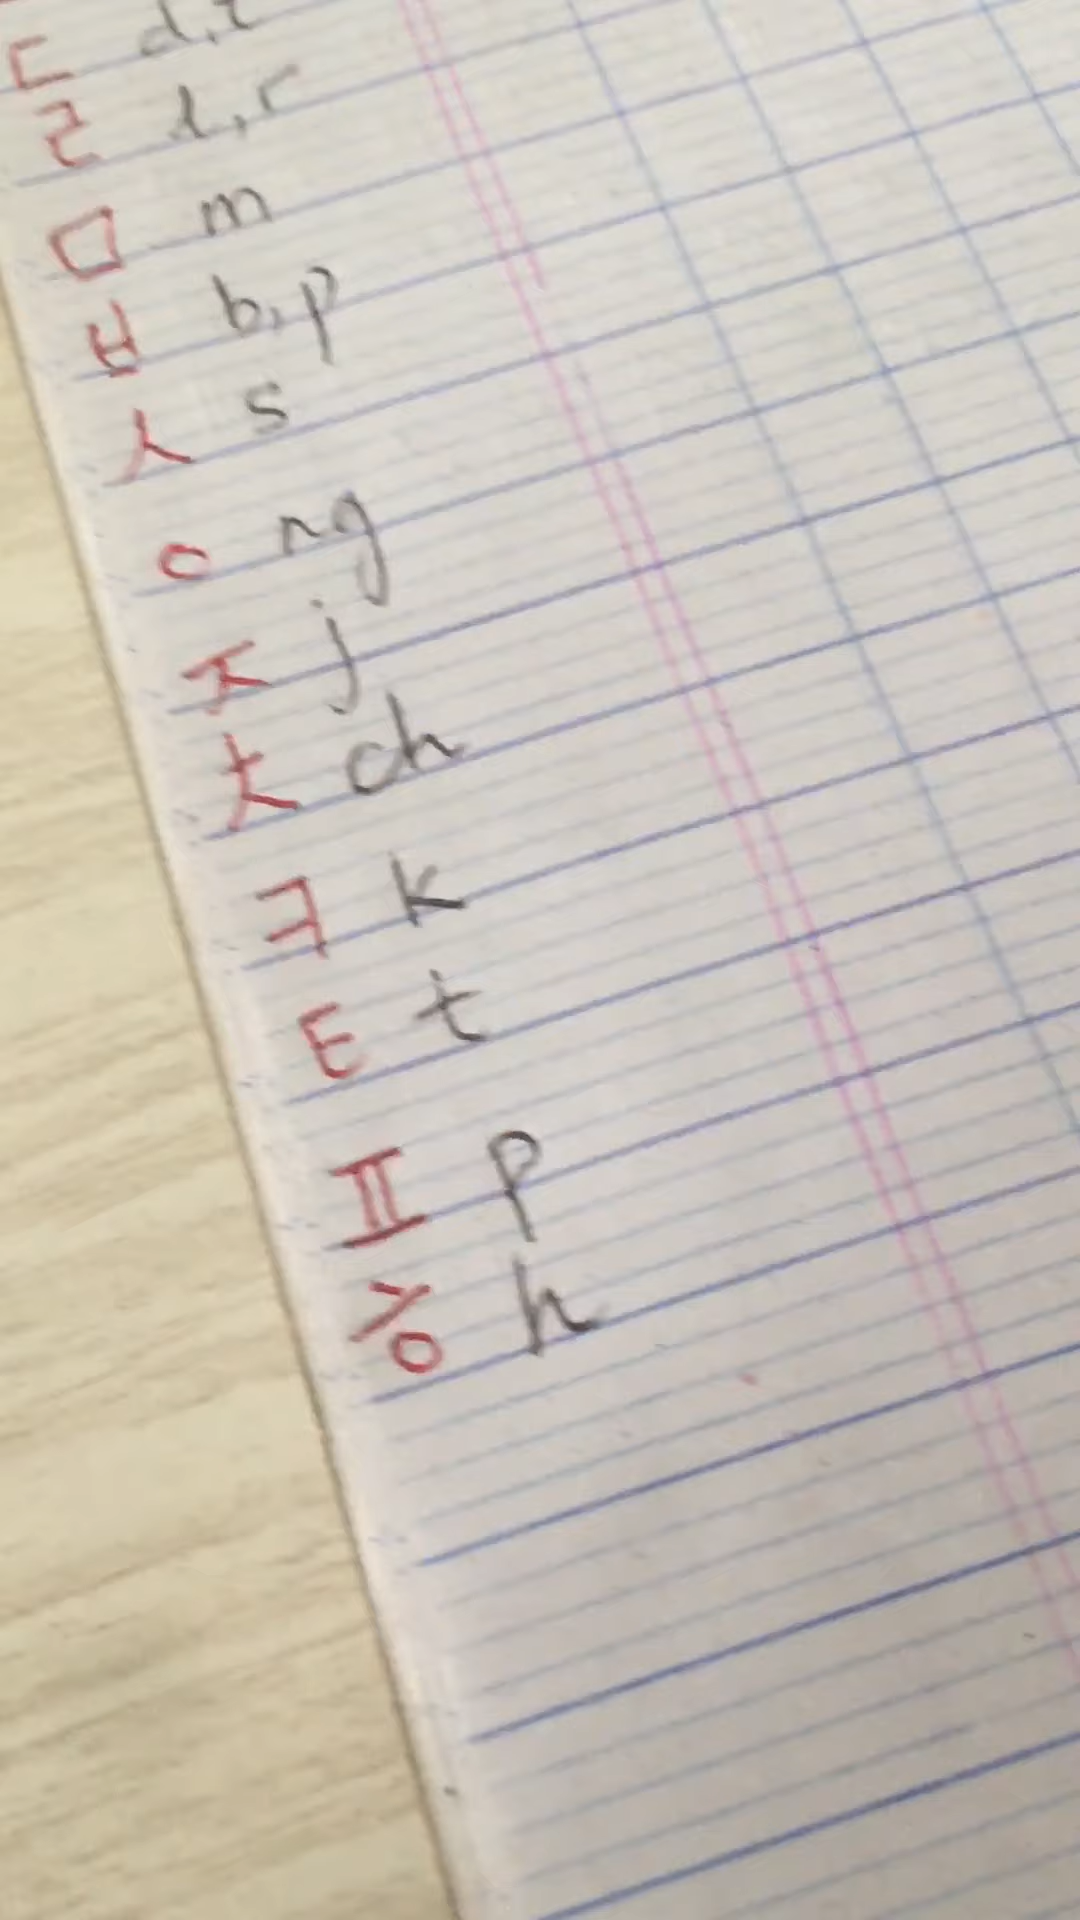 ㄷ d,t
ㄹ l,r
ㅁ m
ㅂ b,p
ㅅ s
ㅇ ng
ㅈ j
ㅊ ch
ㅋ k
ㅌ t
ㅍ p
ㅎ h